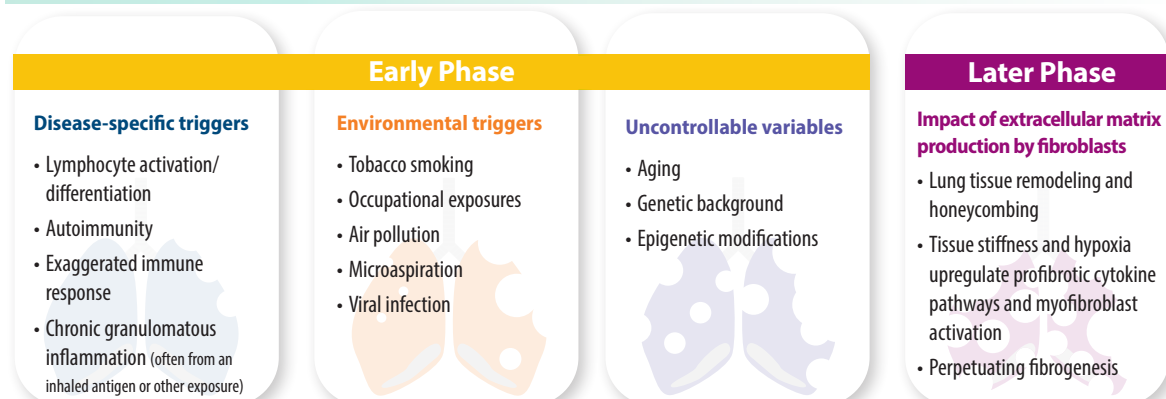 Early Phase
Disease-specific triggers
• Lymphocyte activation/
differentiation
• Autoimmunity
• Exaggerated immune
response
• Chronic granulomatous
inflammation (often from an
inhaled antigen or other exposure)
Environmental triggers
• Tobacco smoking
• Occupational exposures
• Air pollution
• Microaspiration
• Viral infection
Uncontrollable variables
• Aging
• Genetic background
• Epigenetic modifications
Later Phase
Impact of extracellular matrix
production by fibroblasts
• Lung tissue remodeling and
honeycombing
• Tissue stiffness and hypoxia
upregulate profibrotic cytokine
pathways and myofibroblast
activation
• Perpetuating fibrogenesis